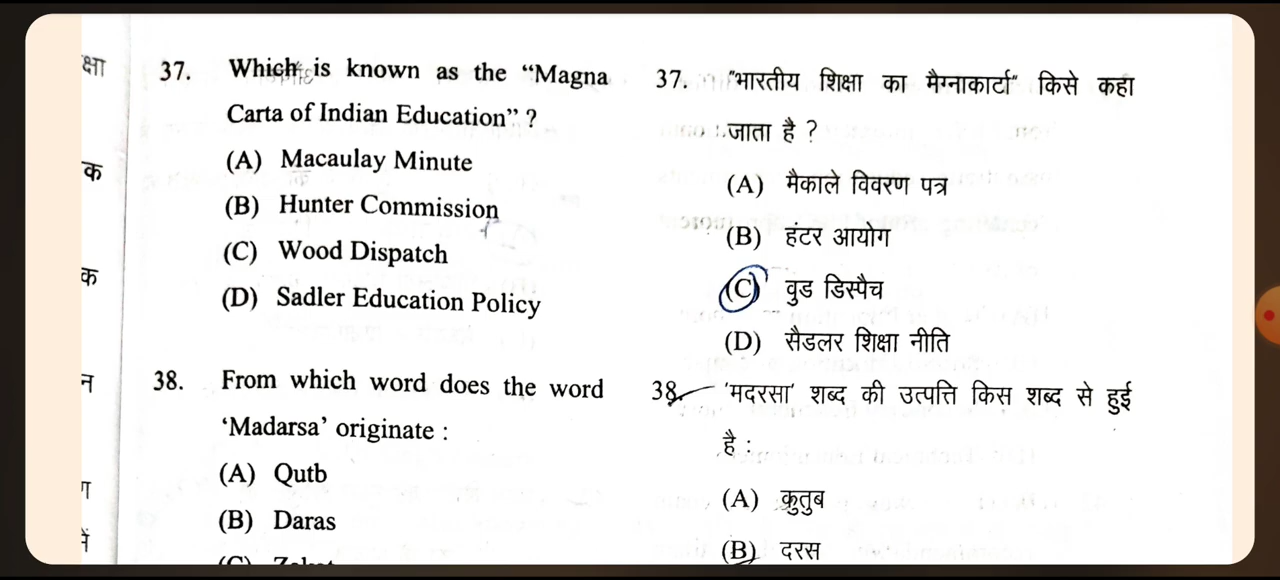 क्षा
क
क
न
ग
में
37. Which is known as the “Magna
Carta of Indian Education” ?
(A) Macaulay Minute
(B) Hunter Commission
(C) Wood Dispatch
(D) Sadler Education Policy
38. From which word does the word
‘Madarsa’ originate :
(A) Qutb
(B) Daras
37. "भारतीय शिक्षा का मैग्नाकार्टा" किसे कहा
जाता है ?
(A) मैकाले विवरण पत्र
(B) हंटर आयोग
(C) वुड डिस्पैच
(D) सैडलर शिक्षा नीति
38. 'मदरसा' शब्द की उत्पत्ति किस शब्द से हुई
है :
(A) कुतुब
(B) दरस